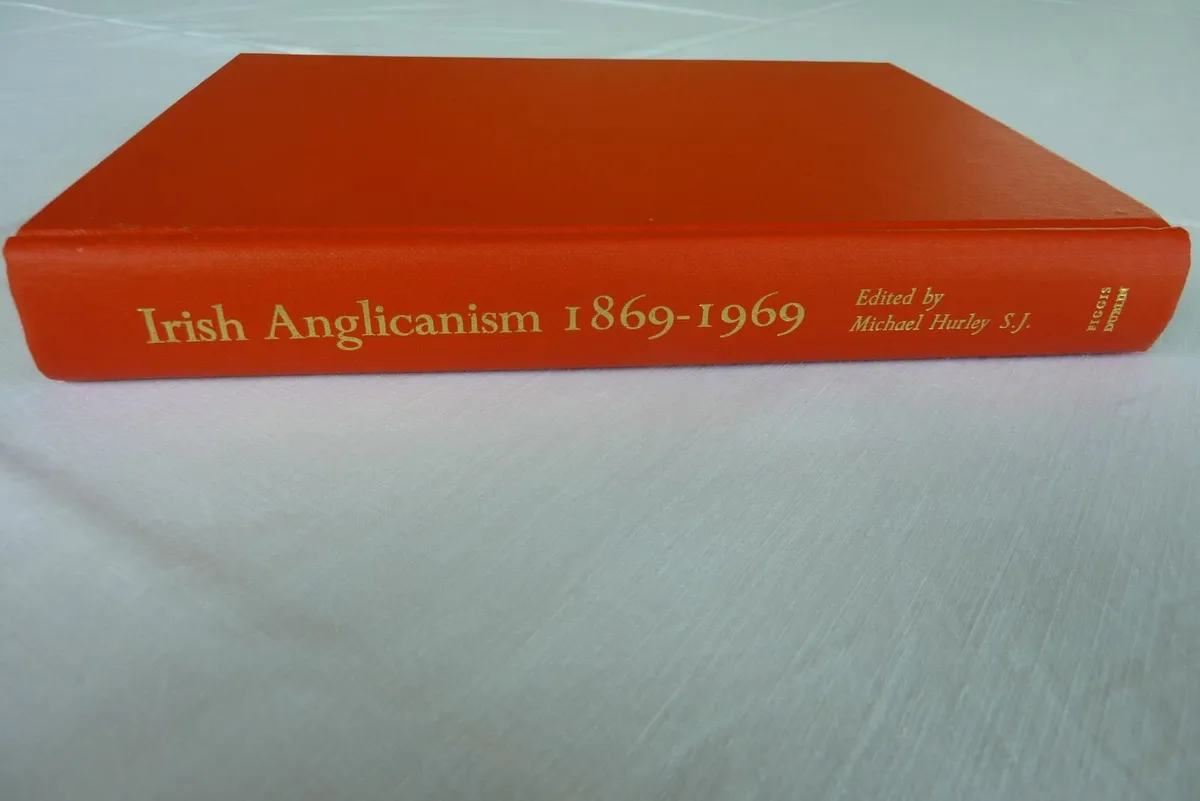 Irish Anglicanism 1869-1969
Edited by
Michael Hurley S.J.
FIGGIS
DUBLIN